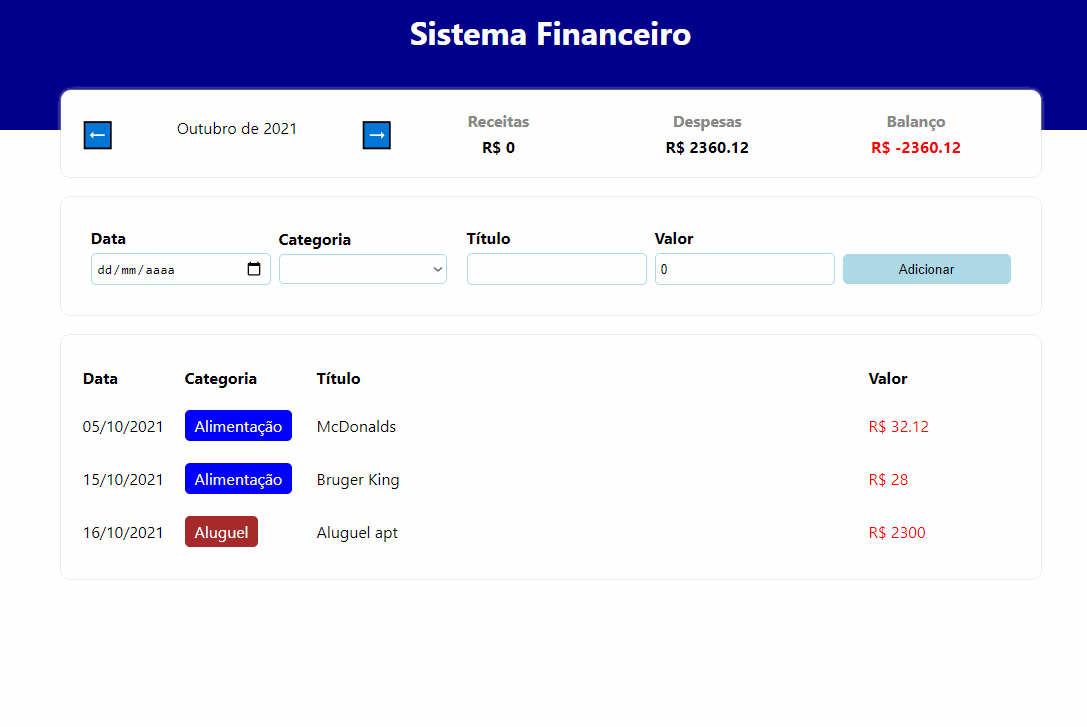 Sistema Financeiro
← Outubro de 2021 → Receitas Despesas Balanço
R$ 0 R$ 2360.12 R$ -2360.12
Data Categoria Título Valor
dd/mm/aaaa 0 Adicionar
Data Categoria Título Valor
05/10/2021 Alimentação McDonalds R$ 32.12
15/10/2021 Alimentação Bruger King R$ 28
16/10/2021 Aluguel Aluguel apt R$ 2300